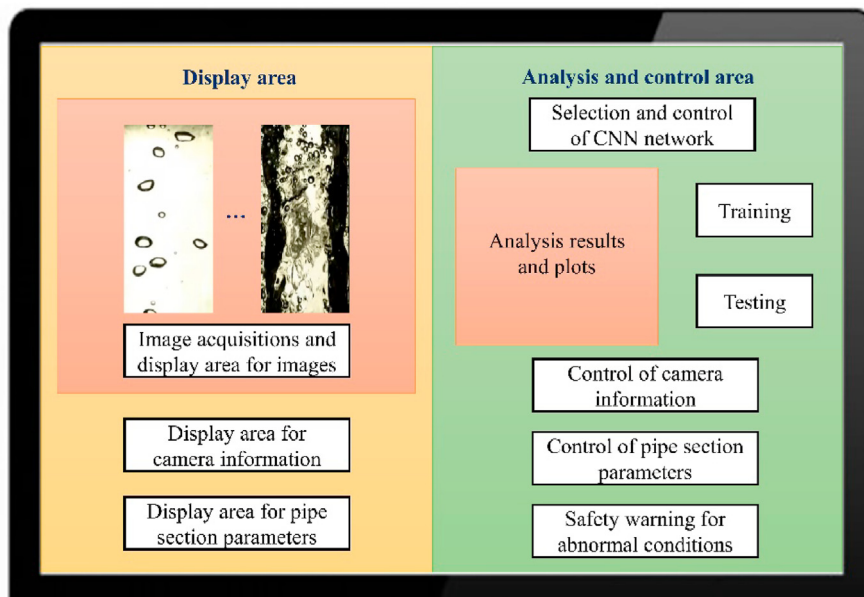 Display area
...
Image acquisitions and
display area for images
Display area for
camera information
Display area for pipe
section parameters
Analysis and control area
Selection and control
of CNN network
Analysis results
and plots
Training
Testing
Control of camera
information
Control of pipe section
parameters
Safety warning for
abnormal conditions